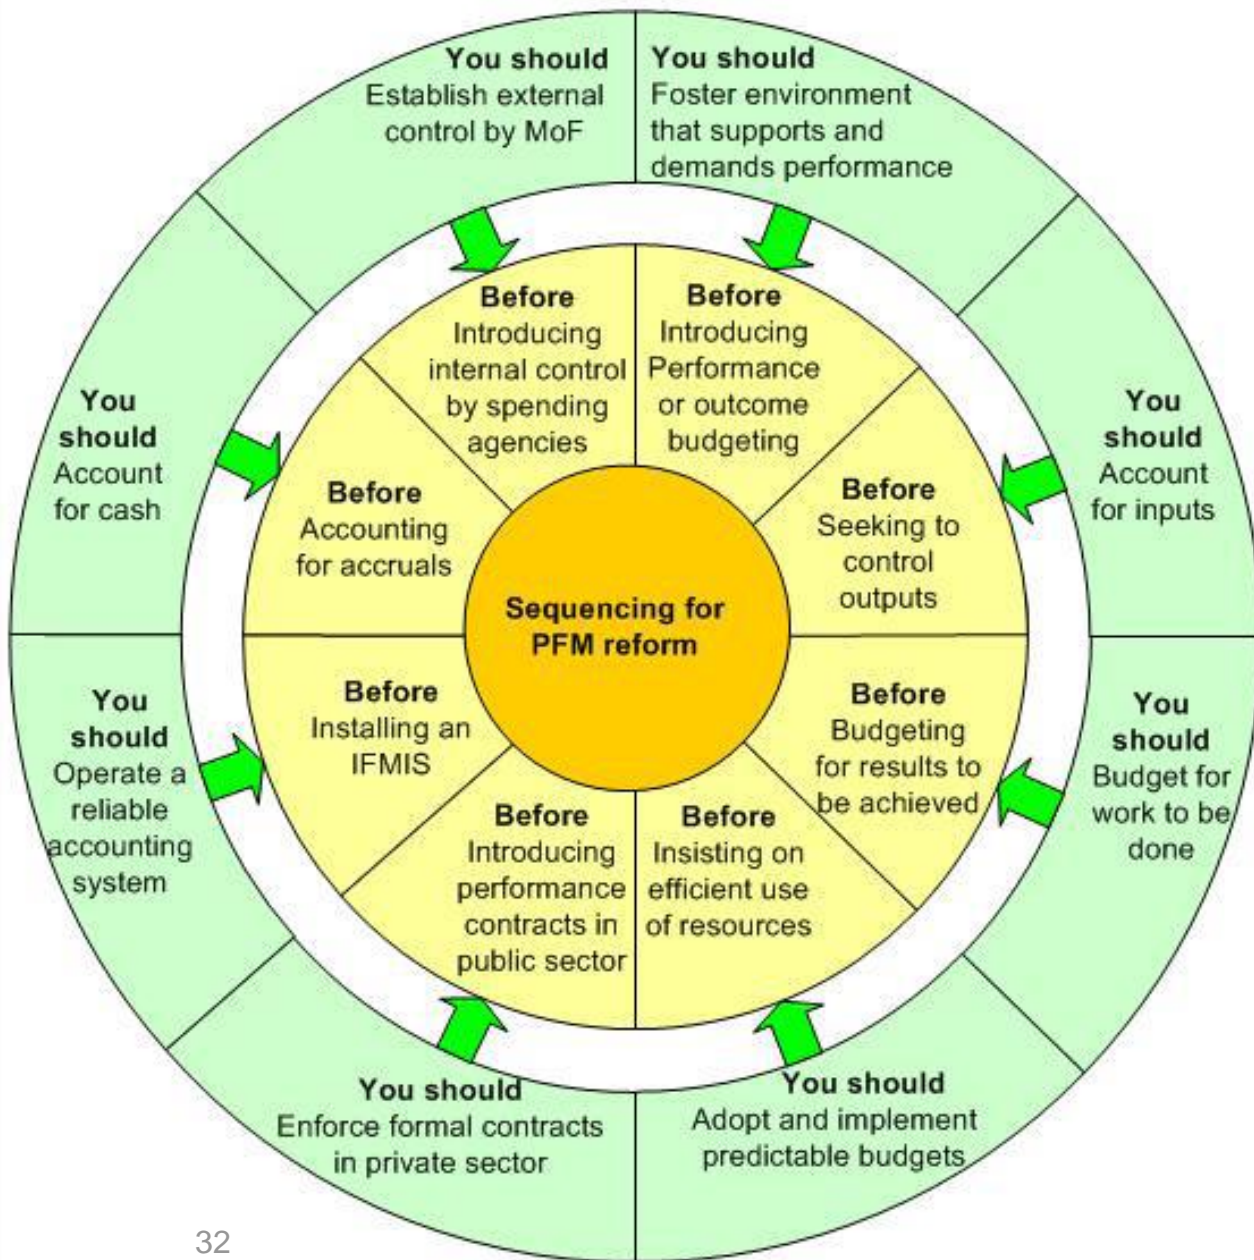 You should
Establish external
control by MoF
You should
Foster environment
that supports and
demands performance
Before
Introducing
internal control
by spending
agencies
Before
Introducing
Performance
or outcome
budgeting
You
should
Account
for cash
Before
Accounting
for accruals
Before
Seeking to
control
outputs
You
should
Account
for inputs
Sequencing for
PFM reform
You
should
Operate a
reliable
accounting
system
Before
Installing an
IFMIS
Before
Budgeting
for results to
be achieved
You
should
Budget for
work to be
done
Before
Introducing
performance
contracts in
public sector
Before
Insisting on
efficient use
of resources
You should
Enforce formal contracts
in private sector
You should
Adopt and implement
predictable budgets
32